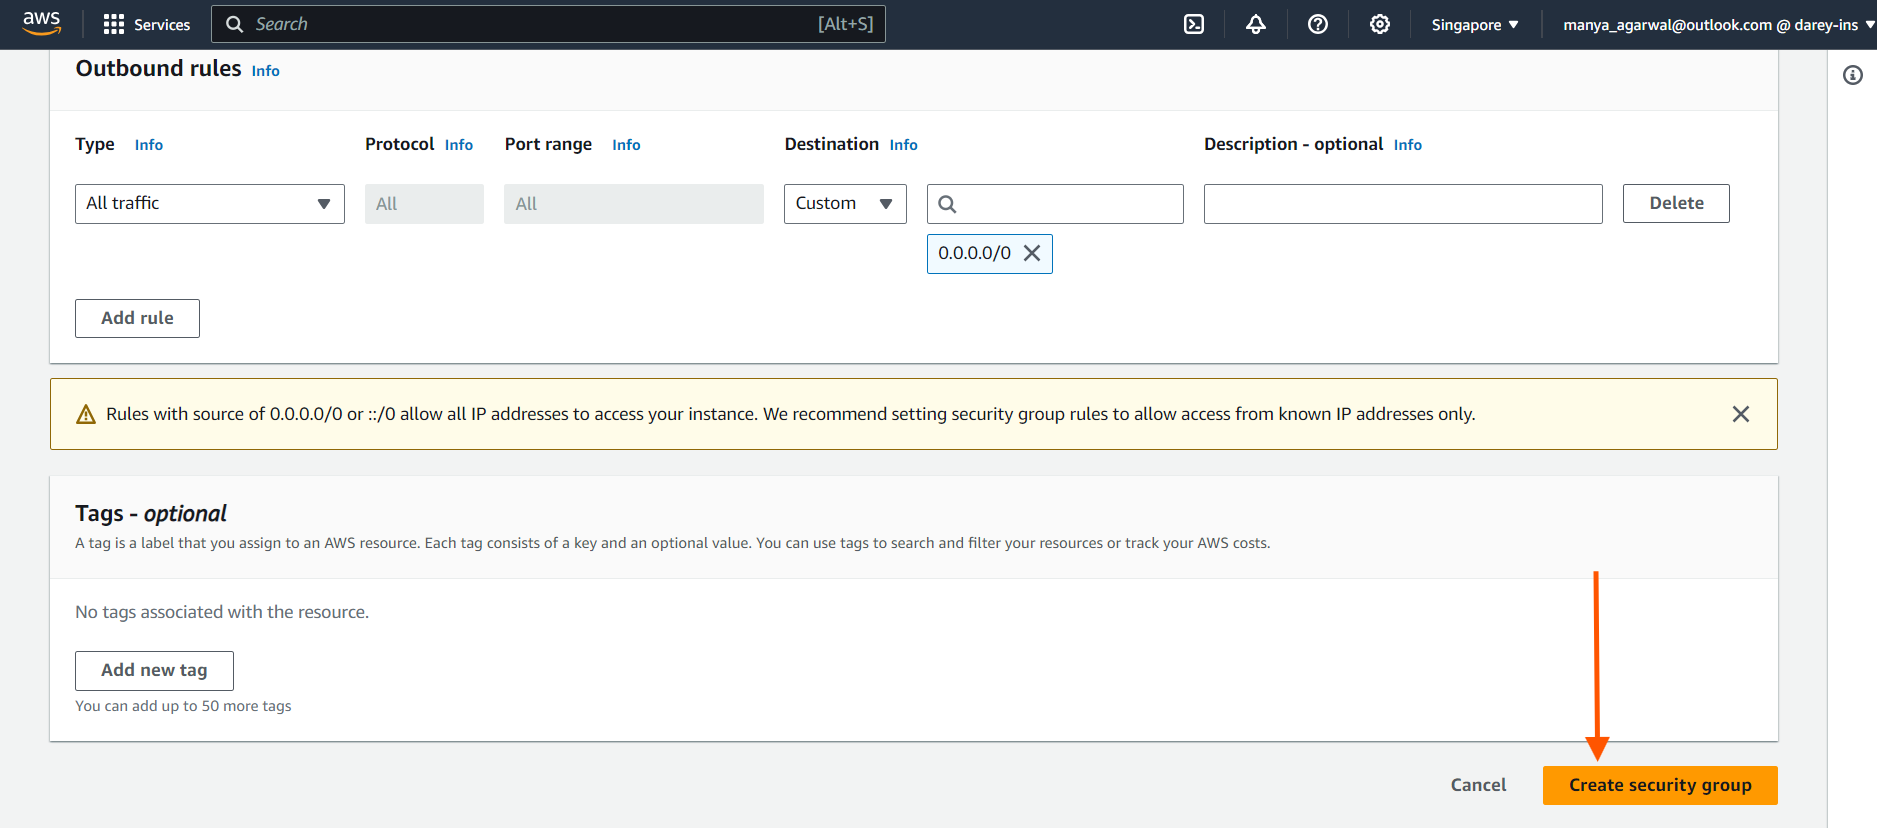 aws Services Search [Alt+S] Singapore manya_agarwal@outlook.com @ darey-ins
Outbound rules Info
Type Info Protocol Info Port range Info Destination Info Description - optional Info
All traffic All All Custom Delete
0.0.0.0/0
Add rule
Rules with source of 0.0.0.0/0 or ::/0 allow all IP addresses to access your instance. We recommend setting security group rules to allow access from known IP addresses only.
Tags - optional
A tag is a label that you assign to an AWS resource. Each tag consists of a key and an optional value. You can use tags to search and filter your resources or track your AWS costs.
No tags associated with the resource.
Add new tag
You can add up to 50 more tags
Cancel Create security group